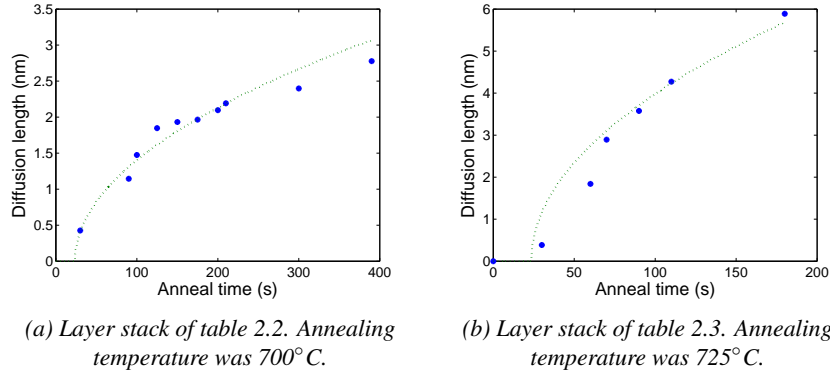 3.5
3
2.5
2
1.5
1
0.5
0
0 100 200 300 400
Diffusion length (nm)
Anneal time (s)
(a) Layer stack of table 2.2. Annealing
temperature was 700°C.
6
5
4
3
2
1
0
0 50 100 150 200
Diffusion length (nm)
Anneal time (s)
(b) Layer stack of table 2.3. Annealing
temperature was 725°C.